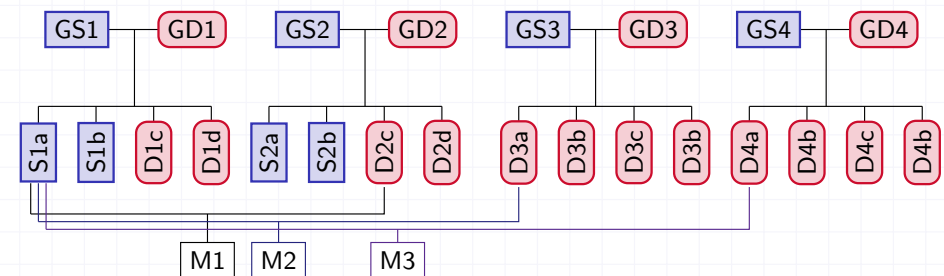 GS1 GD1 GS2 GD2 GS3 GD3 GS4 GD4
S1a S1b D1c D1d S2a S2b D2c D2d D3a D3b D3c D3b D4a D4b D4c D4b
M1 M2 M3